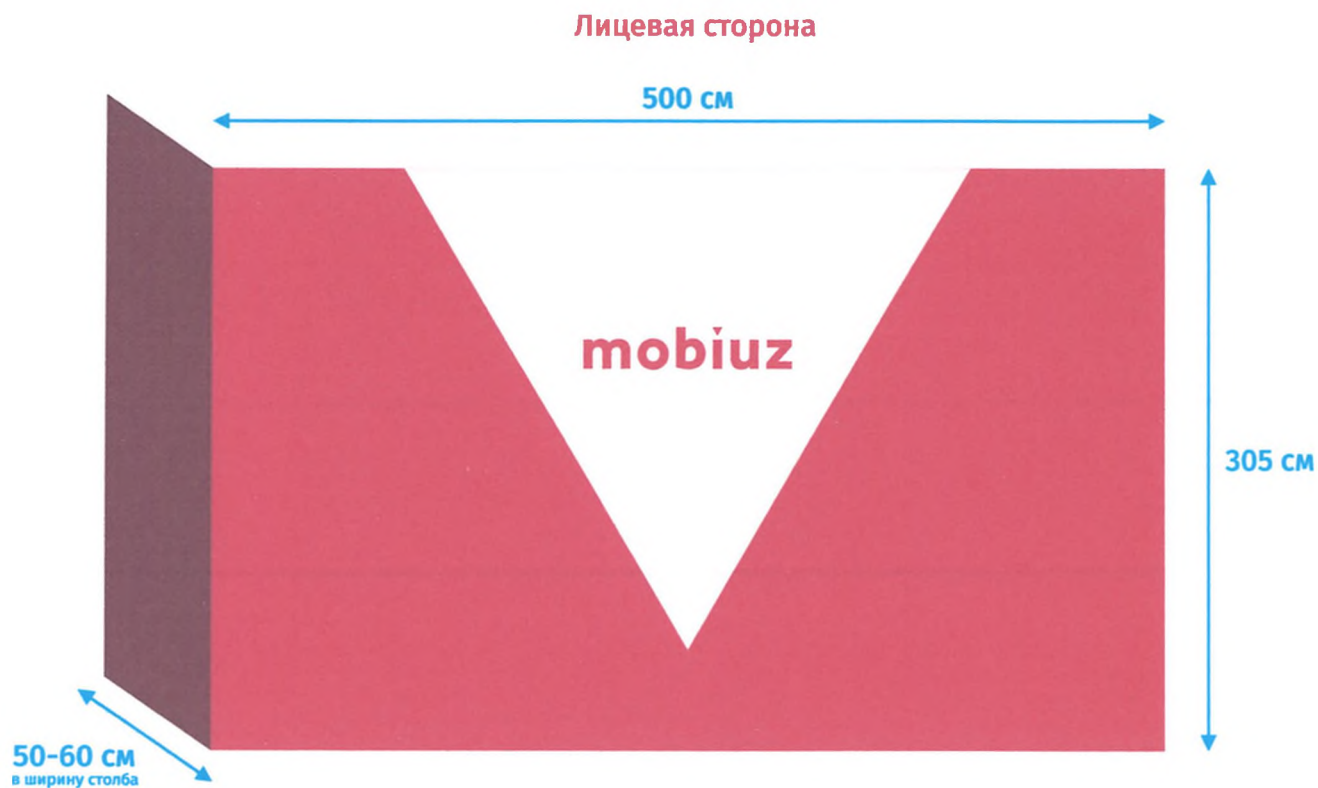 Лицевая сторона
500 см
mobiuz
305 см
50-60 см
в ширину столба